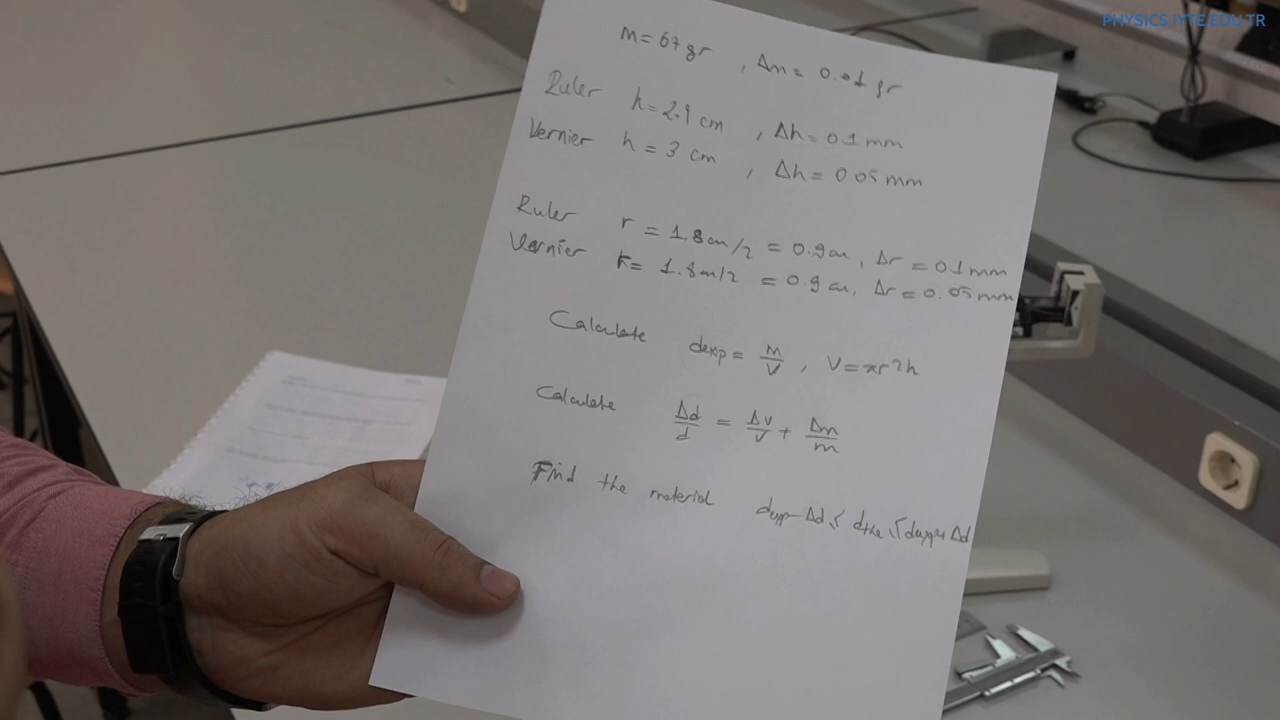 PHYSICS.IYTE.EDU.TR
m = 67 gr , Δm = 0.01 gr
Ruler h = 2.9 cm , Δh = 0.1 mm
Vernier h = 3 cm , Δh = 0.05 mm
Ruler r = 1.8 cm/2 = 0.9 cm, Δr = 0.1 mm
Vernier r = 1.8 cm/2 = 0.9 cm, Δr = 0.05 mm
Calculate dexp = m/V , V = πr²h
Calculate Δd/d = ΔV/V + Δm/m
Find the material dexp - Δd ≤ dthe ≤ dexp + Δd